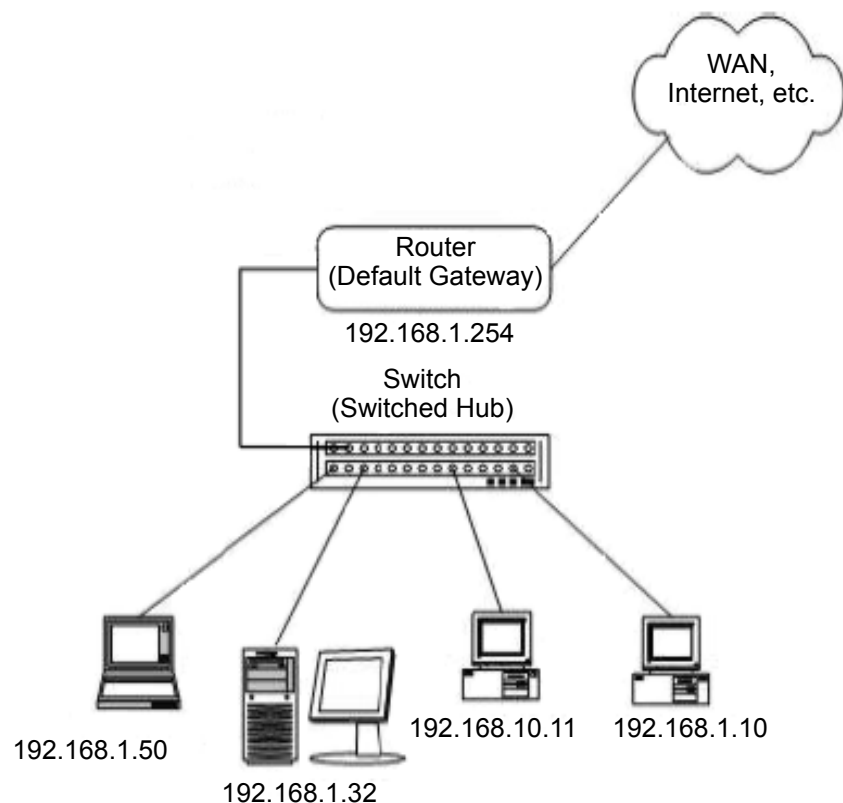 WAN,
Internet, etc.
Router
(Default Gateway)
192.168.1.254
Switch
(Switched Hub)
192.168.1.50
192.168.1.32
192.168.10.11
192.168.1.10